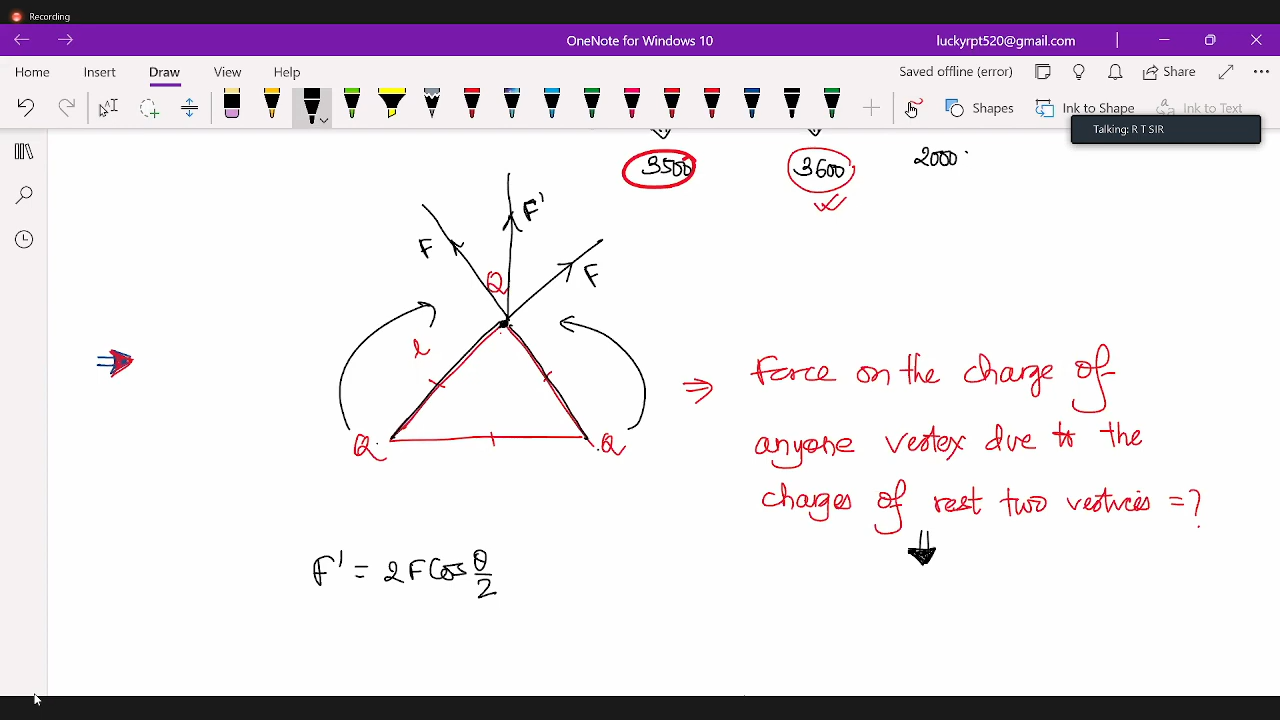 Recording
OneNote for Windows 10
luckyrpt520@gmail.com
Home Insert Draw View Help
Saved offline (error)
Share
Shapes
Ink to Shape
Ink to Text
Talking: R T SIR
3500 3600 2000
F F' F
Q
l
Q Q
⇒ Force on the charge of
anyone vertex due to the
charges of rest two vertices =?
F' = 2F Cos θ/2